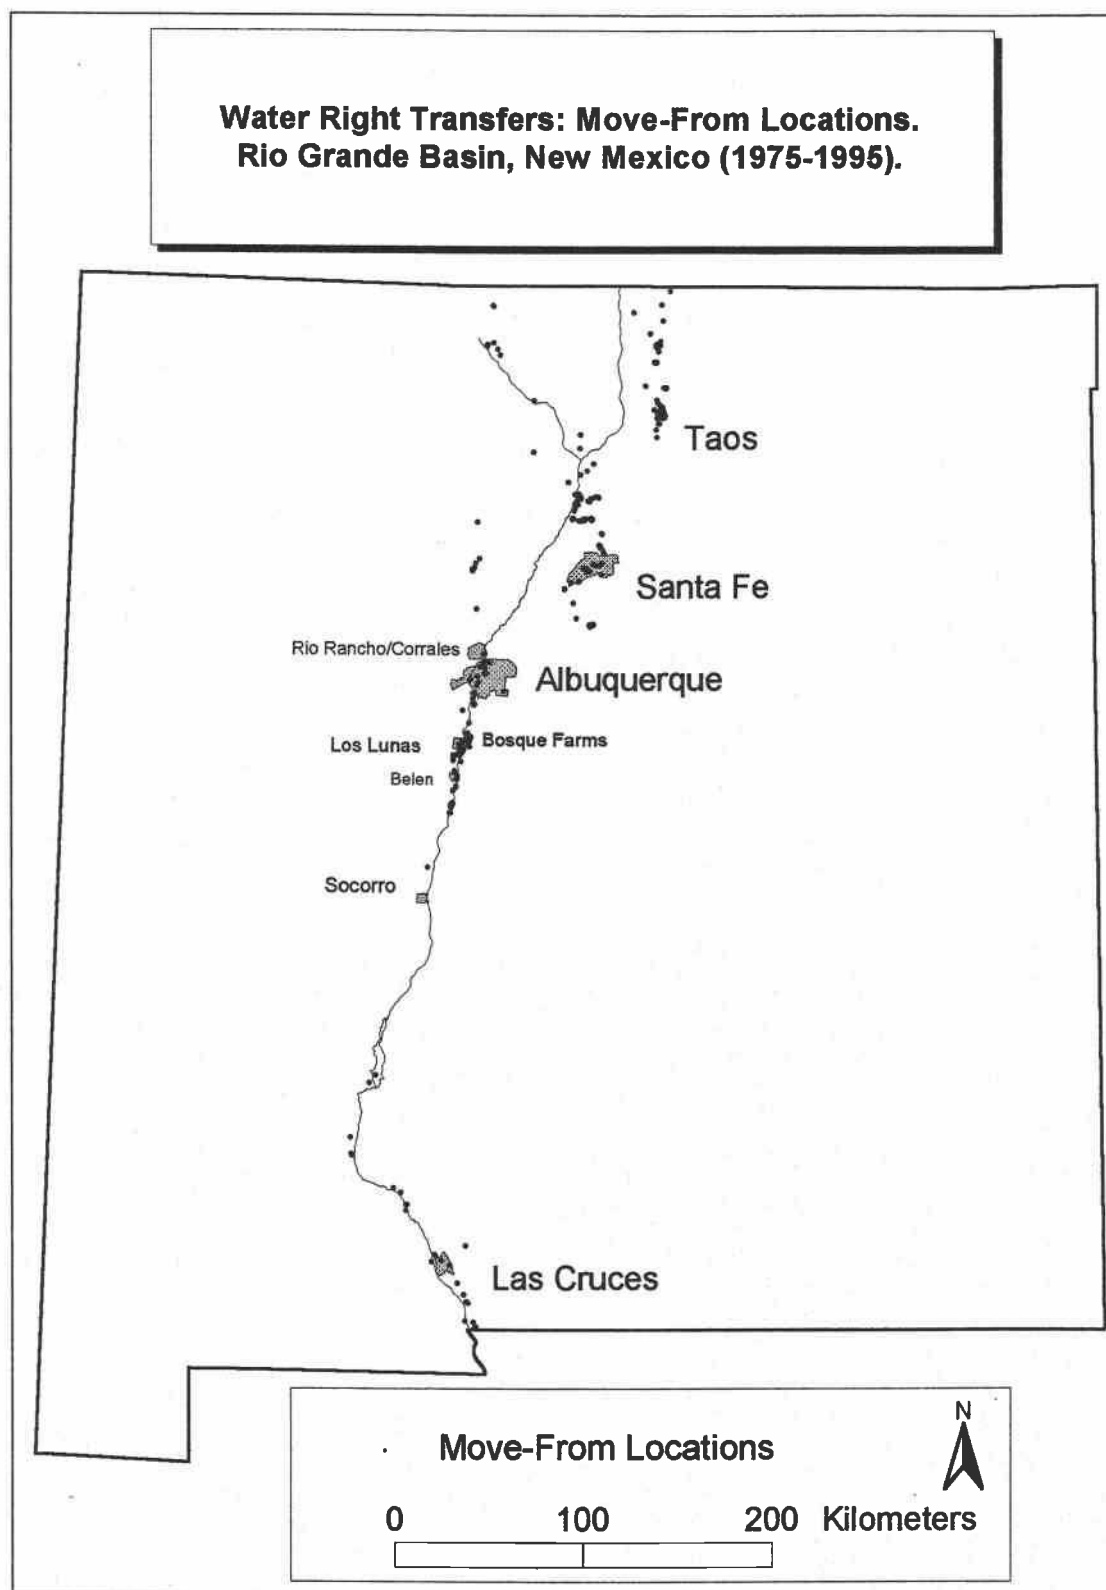 Water Right Transfers: Move-From Locations.
Rio Grande Basin, New Mexico (1975-1995).
Taos
Santa Fe
Rio Rancho/Corrales
Albuquerque
Los Lunas
Bosque Farms
Belen
Socorro
Las Cruces
N
Move-From Locations
0 100 200 Kilometers